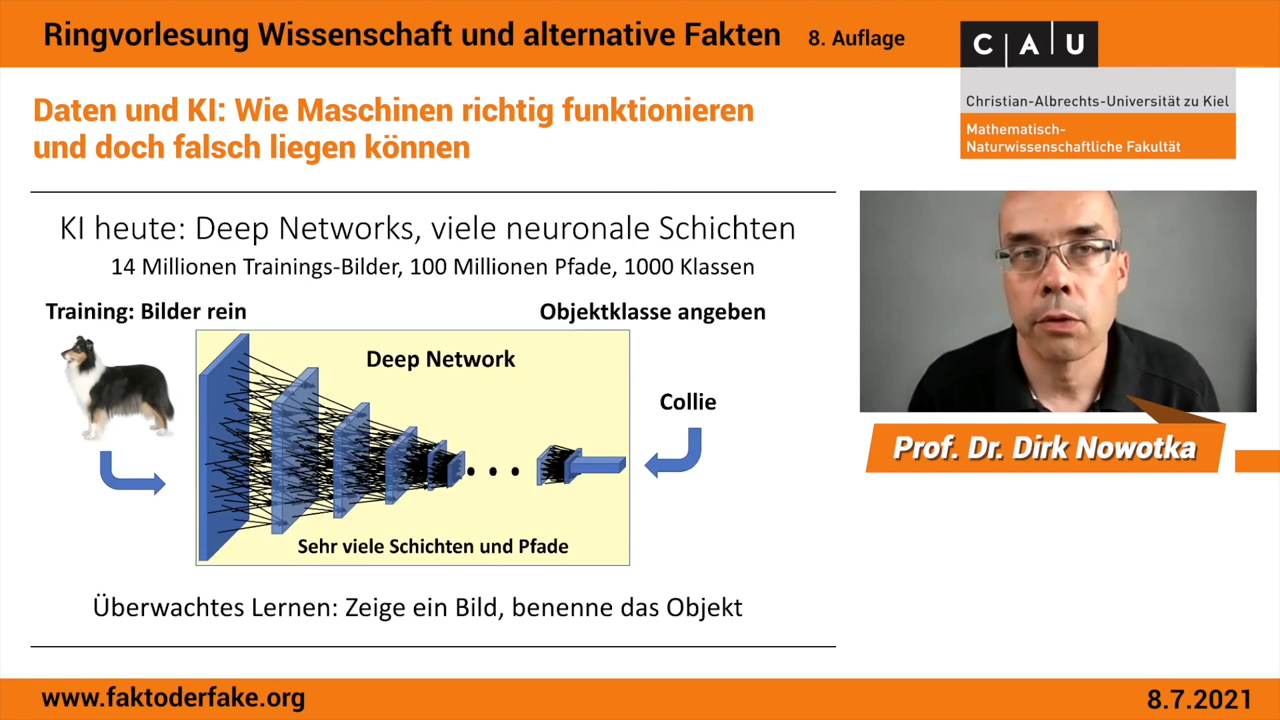 Ringvorlesung Wissenschaft und alternative Fakten 8. Auflage
CAU
Christian-Albrechts-Universität zu Kiel
Mathematisch-
Naturwissenschaftliche Fakultät
Daten und KI: Wie Maschinen richtig funktionieren
und doch falsch liegen können
KI heute: Deep Networks, viele neuronale Schichten
14 Millionen Trainings-Bilder, 100 Millionen Pfade, 1000 Klassen
Training: Bilder rein
Objektklasse angeben
Deep Network
Collie
Sehr viele Schichten und Pfade
Überwachtes Lernen: Zeige ein Bild, benenne das Objekt
Prof. Dr. Dirk Nowotka
www.faktoderfake.org
8.7.2021